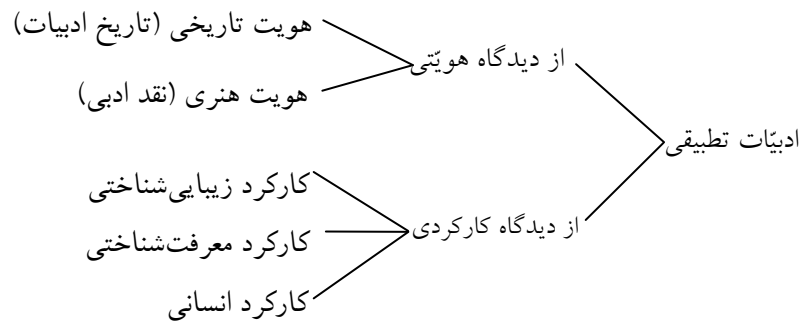 ادبیّات تطبیقی
از دیدگاه هویّتی
هویت تاریخی (تاریخ ادبیات)
هویت هنری (نقد ادبی)
از دیدگاه کارکردی
کارکرد زیبایی‌شناختی
کارکرد معرفت‌شناختی
کارکرد انسانی